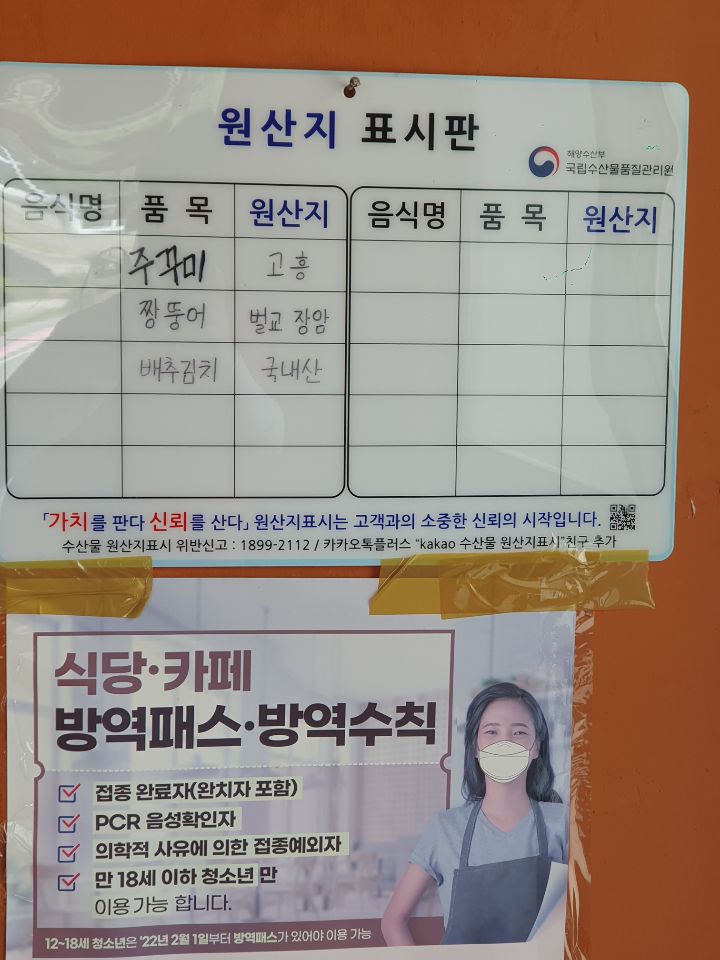 원산지 표시판
해양수산부
국립수산물품질관리원
음식명 품 목 원산지 음식명 품 목 원산지
주꾸미 고흥
짱뚱어 벌교 장암
배추김치 국내산
「가치를 판다 신뢰를 산다」 원산지표시는 고객과의 소중한 신뢰의 시작입니다.
수산물 원산지표시 위반신고 : 1899-2112 / 카카오톡플러스 "kakao 수산물 원산지표시"친구 추가
식당·카페
방역패스·방역수칙
접종 완료자(완치자 포함)
PCR 음성확인자
의학적 사유에 의한 접종예외자
만 18세 이하 청소년 만
이용가능 합니다.
12~18세 청소년은 '22년 2월 1일부터 방역패스가 있어야 이용 가능